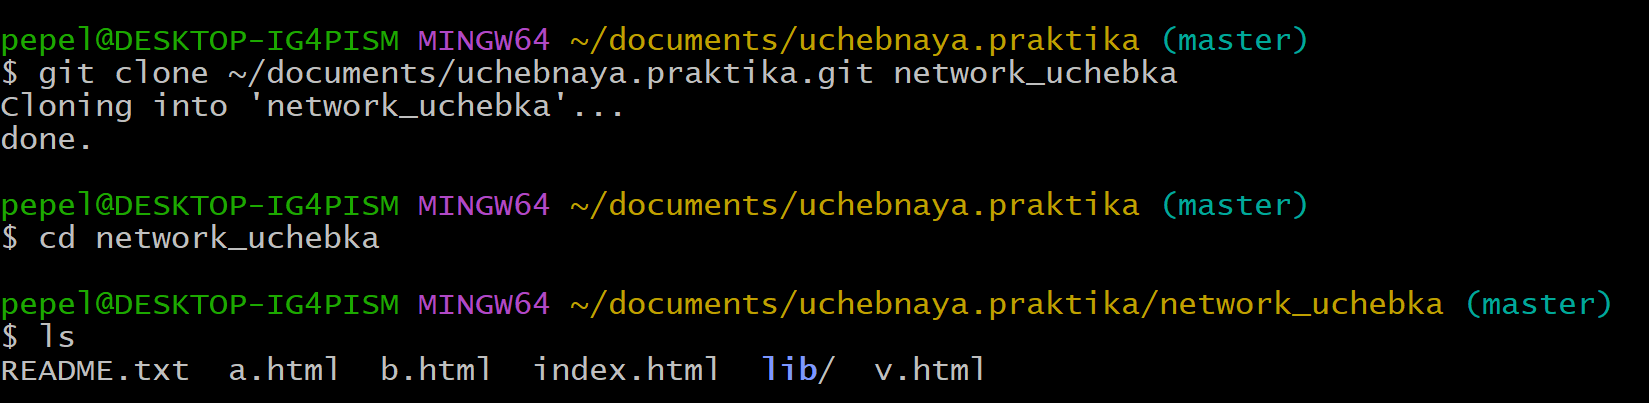 pepel@DESKTOP-IG4PISM MINGW64 ~/documents/uchebnaya.praktika (master)
$ git clone ~/documents/uchebnaya.praktika.git network_uchebka
Cloning into 'network_uchebka'...
done.
pepel@DESKTOP-IG4PISM MINGW64 ~/documents/uchebnaya.praktika (master)
$ cd network_uchebka
pepel@DESKTOP-IG4PISM MINGW64 ~/documents/uchebnaya.praktika/network_uchebka (master)
$ ls
README.txt  a.html  b.html  index.html  lib/  v.html